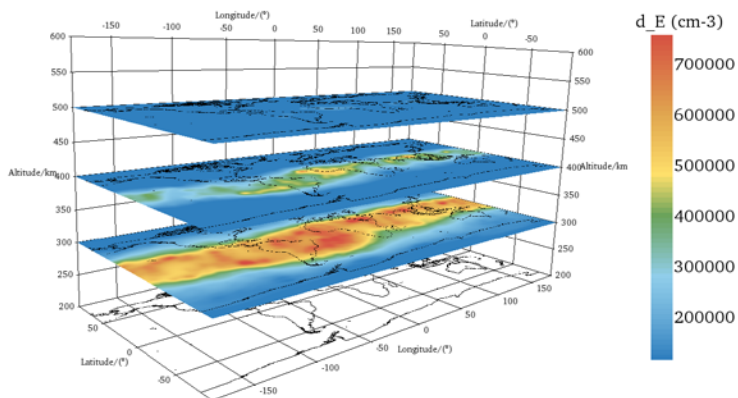 Longitude/(°)
Latitude/(°)
-150 -100 -50 0 50 100 150 50 0 -50
d_E (cm-3)
600 600
550 550
500 500
450 450
Altitude/km 400 400 Altitude/km
350 350
300 300
250 250
200 200
700000
600000
500000
400000
300000
200000
50
0
-50
Latitude/(°)
-150 -100 -50 0 50 100 150
Longitude/(°)